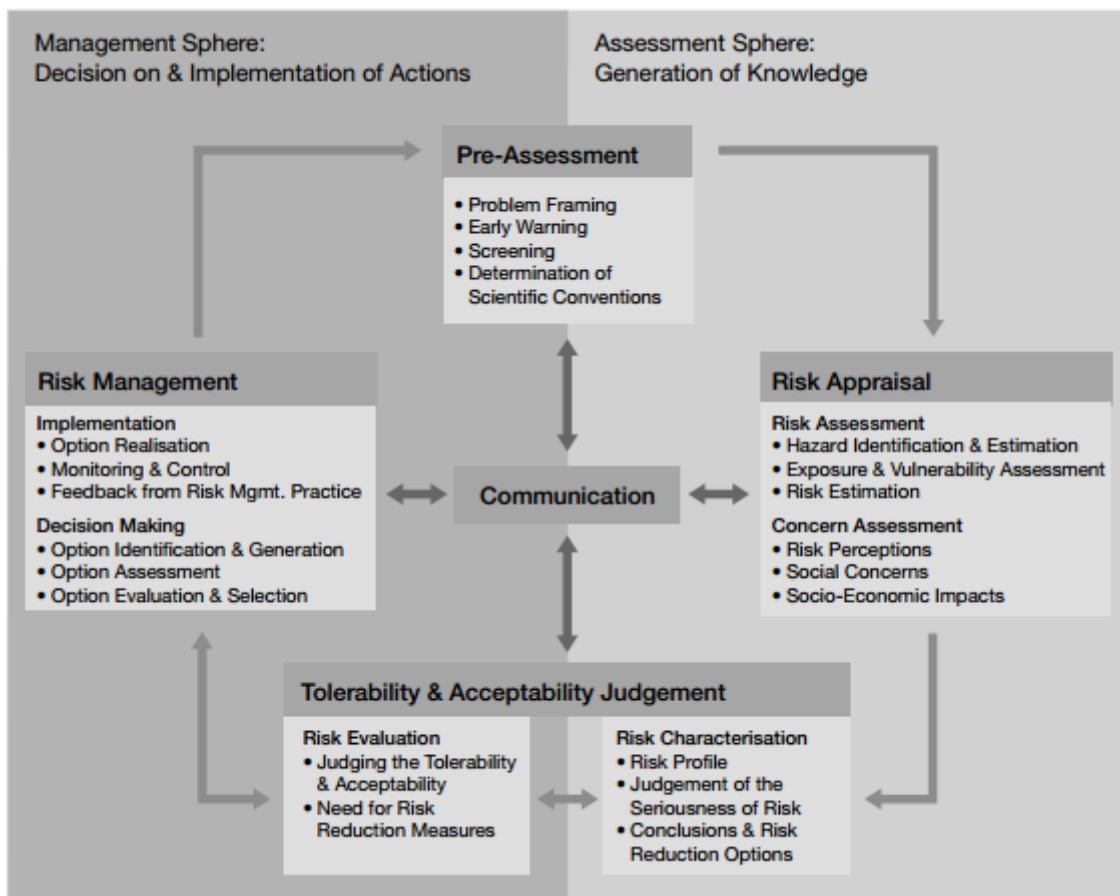 Management Sphere:
Decision on & Implementation of Actions
Assessment Sphere:
Generation of Knowledge
Pre-Assessment
• Problem Framing
• Early Warning
• Screening
• Determination of
Scientific Conventions
Risk Management
Implementation
• Option Realisation
• Monitoring & Control
• Feedback from Risk Mgmt. Practice
Decision Making
• Option Identification & Generation
• Option Assessment
• Option Evaluation & Selection
Communication
Risk Appraisal
Risk Assessment
• Hazard Identification & Estimation
• Exposure & Vulnerability Assessment
• Risk Estimation
Concern Assessment
• Risk Perceptions
• Social Concerns
• Socio-Economic Impacts
Tolerability & Acceptability Judgement
Risk Evaluation
• Judging the Tolerability
& Acceptability
• Need for Risk
Reduction Measures
Risk Characterisation
• Risk Profile
• Judgement of the
Seriousness of Risk
• Conclusions & Risk
Reduction Options